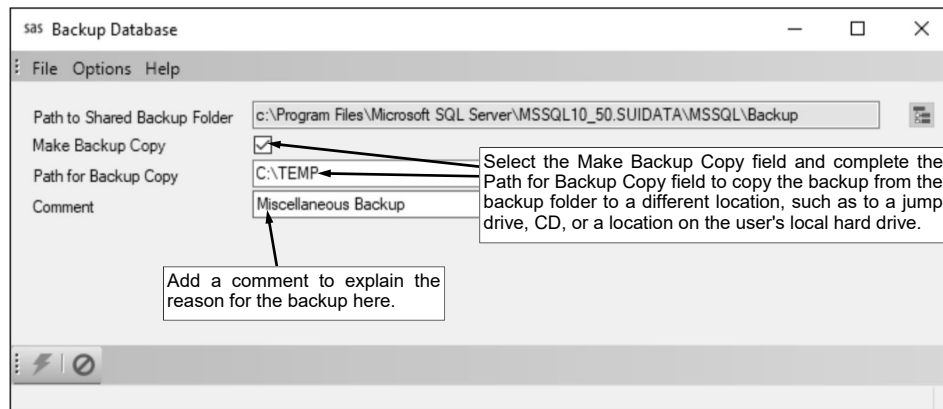 sas Backup Database
File Options Help
Path to Shared Backup Folder c:\Program Files\Microsoft SQL Server\MSSQL10_50.SUIDATA\MSSQL\Backup
Make Backup Copy
Path for Backup Copy C:\TEMP
Comment Miscellaneous Backup
Select the Make Backup Copy field and complete the
Path for Backup Copy field to copy the backup from the
backup folder to a different location, such as to a jump
drive, CD, or a location on the user's local hard drive.
Add a comment to explain the
reason for the backup here.